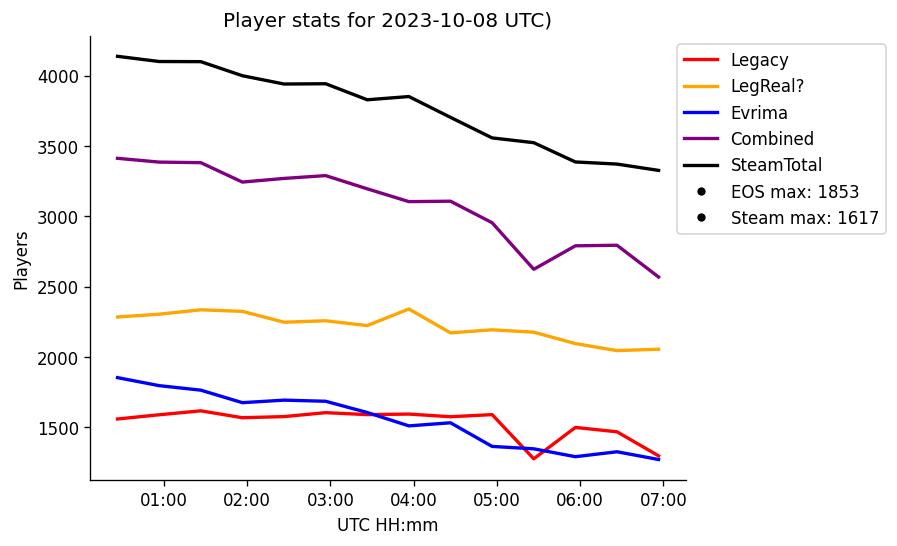 Player stats for 2023-10-08 UTC)
4000
3500
3000
2500
2000
1500
Players
01:00 02:00 03:00 04:00 05:00 06:00 07:00
UTC HH:mm
Legacy
LegReal?
Evrima
Combined
SteamTotal
EOS max: 1853
Steam max: 1617